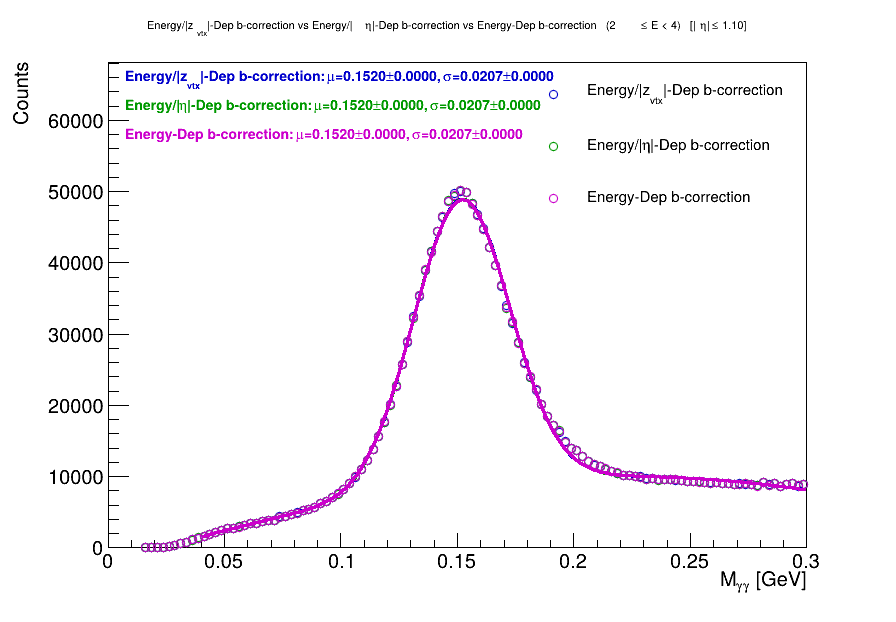 Energy/|z_vtx|-Dep b-correction vs Energy/|η|-Dep b-correction vs Energy-Dep b-correction (2 ≤ E < 4) [|η| ≤ 1.10]
Energy/|z_vtx|-Dep b-correction: μ=0.1520±0.0000, σ=0.0207±0.0000
Energy/|η|-Dep b-correction: μ=0.1520±0.0000, σ=0.0207±0.0000
Energy-Dep b-correction: μ=0.1520±0.0000, σ=0.0207±0.0000
Energy/|z_vtx|-Dep b-correction
Energy/|η|-Dep b-correction
Energy-Dep b-correction
Counts
60000
50000
40000
30000
20000
10000
0
0 0.05 0.1 0.15 0.2 0.25 0.3
M_γγ [GeV]